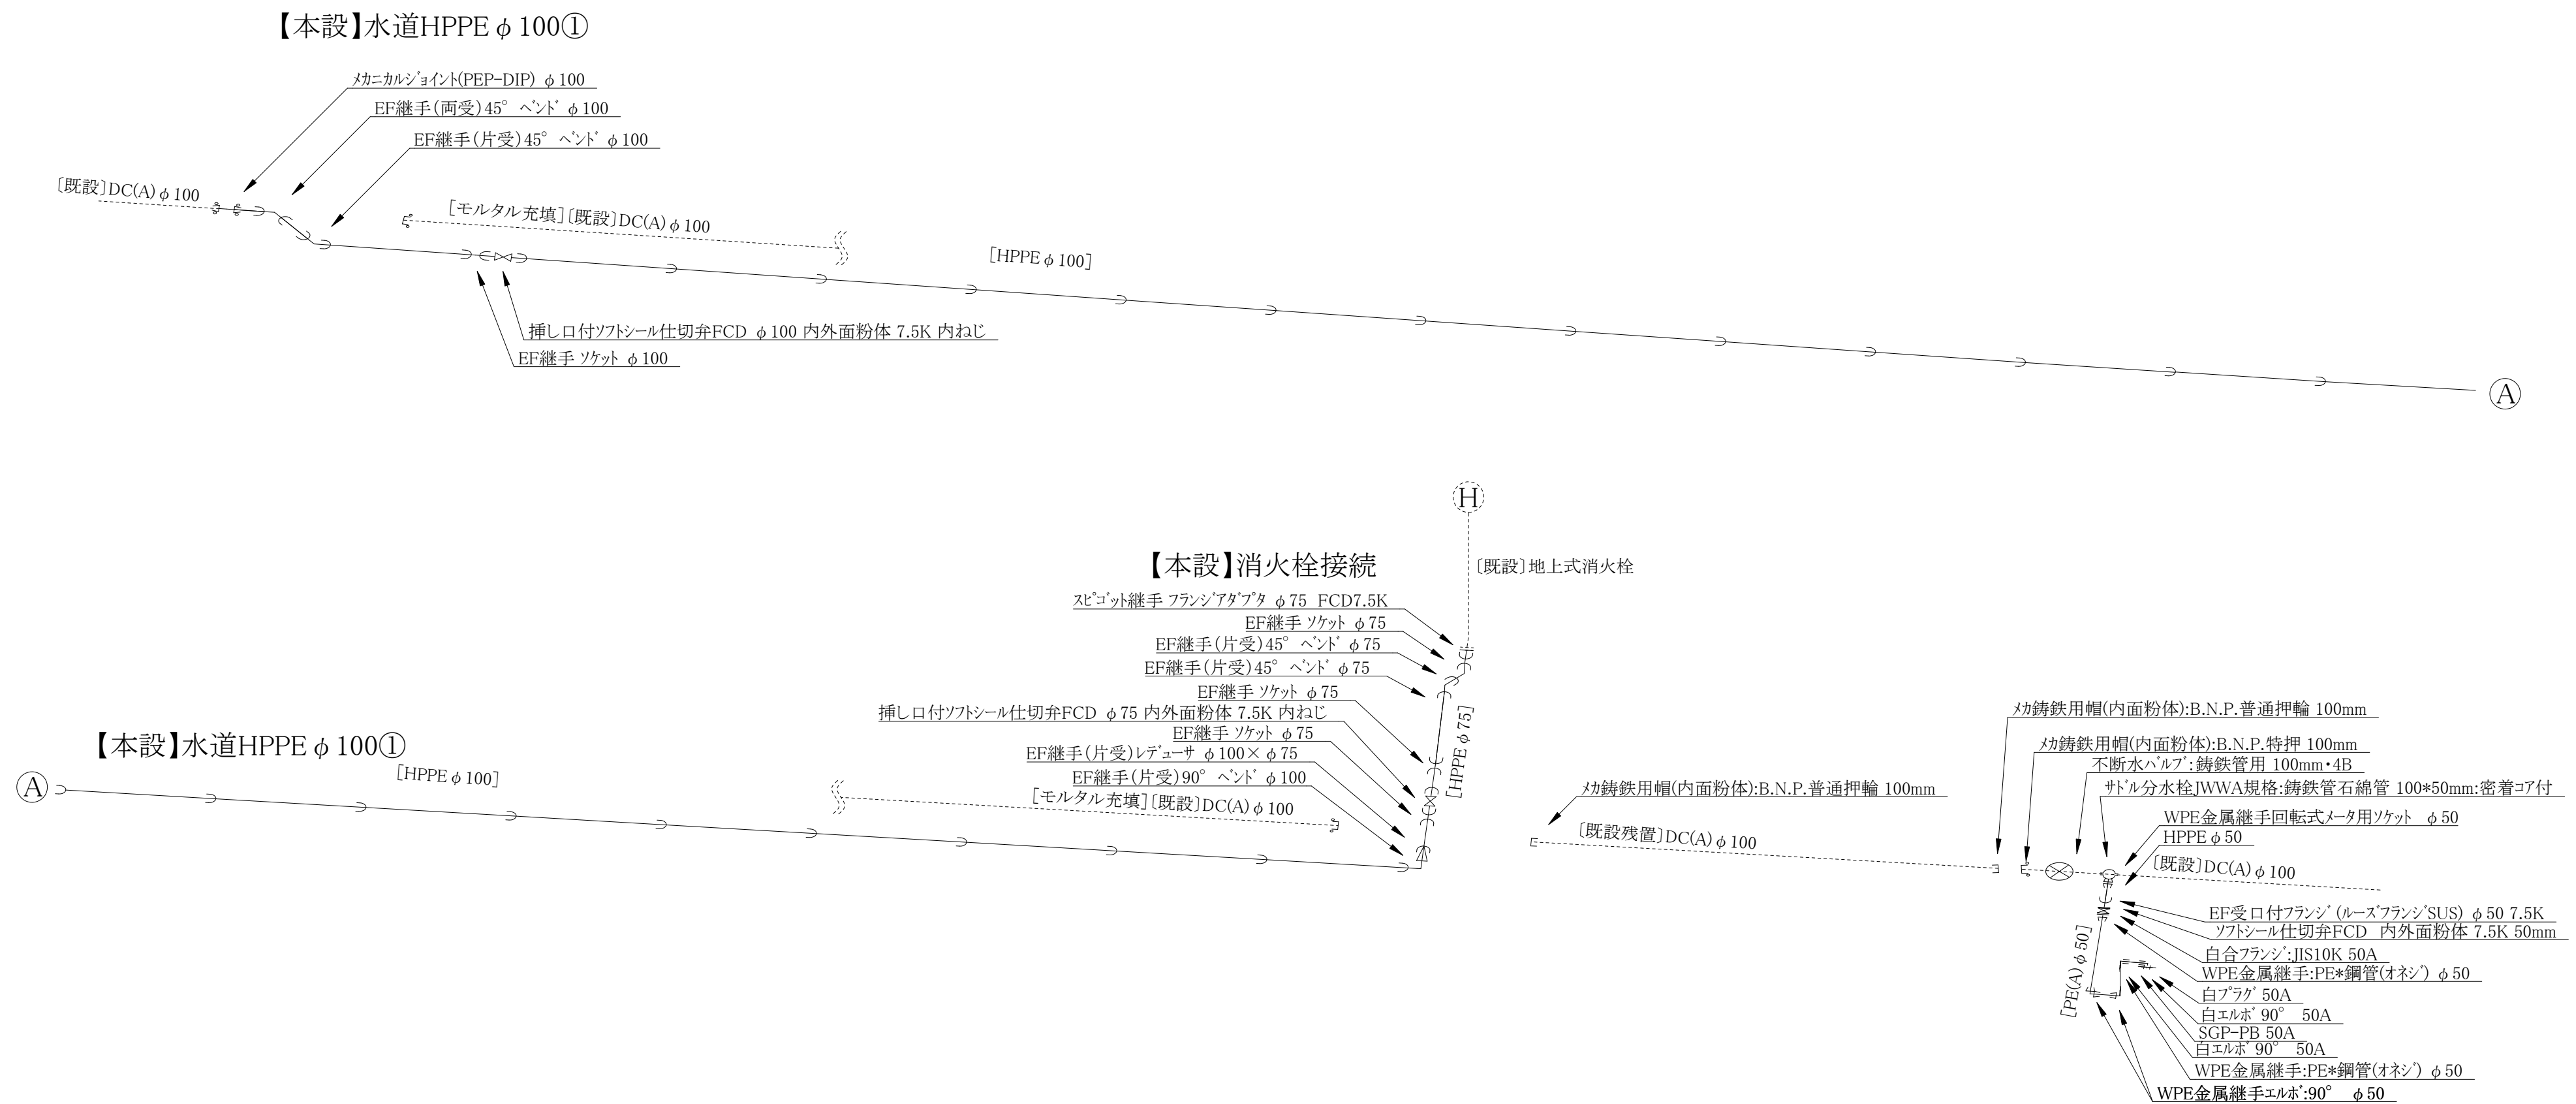 【本設】水道HPPEφ100①
メカニカルジョイント(PEP-DIP) φ100
EF継手(両受)45° ベンド φ100
EF継手(片受)45° ベンド φ100
〔既設〕DC(A)φ100
[モルタル充填]〔既設〕DC(A)φ100
[HPPEφ100]
挿し口付ソフトシール仕切弁FCD φ100 内外面粉体 7.5K 内ねじ
EF継手 ソケット φ100
A
H
【本設】消火栓接続
〔既設〕地上式消火栓
スピゴット継手 フランジアダプタ φ75 FCD7.5K
EF継手 ソケット φ75
EF継手(片受)45° ベンド φ75
EF継手(片受)45° ベンド φ75
EF継手 ソケット φ75
挿し口付ソフトシール仕切弁FCD φ75 内外面粉体 7.5K 内ねじ
EF継手 ソケット φ75
EF継手(片受)レデューサ φ100×φ75
EF継手(片受)90° ベンド φ100
[HPPEφ75]
【本設】水道HPPEφ100①
A
[HPPEφ100]
[モルタル充填]〔既設〕DC(A)φ100
メカ鋳鉄用帽(内面粉体):B.N.P.普通押輪 100mm
〔既設残置〕DC(A)φ100
メカ鋳鉄用帽(内面粉体):B.N.P.普通押輪 100mm
メカ鋳鉄用帽(内面粉体):B.N.P.特押 100mm
不断水バルブ:鋳鉄管用 100mm・4B
サドル分水栓JWWA規格:鋳鉄管石綿管 100*50mm:密着コア付
WPE金属継手回転式メータ用ソケット φ50
HPPEφ50
〔既設〕DC(A)φ100
EF受口付フランジ(ルーズフランジSUS) φ50 7.5K
ソフトシール仕切弁FCD 内外面粉体 7.5K 50mm
白合フランジ:JIS10K 50A
WPE金属継手:PE*鋼管(オネジ) φ50
[PE(A)φ50]
白プラグ 50A
白エルボ 90° 50A
SGP-PB 50A
白エルボ 90° 50A
WPE金属継手:PE*鋼管(オネジ) φ50
WPE金属継手エルボ:90° φ50